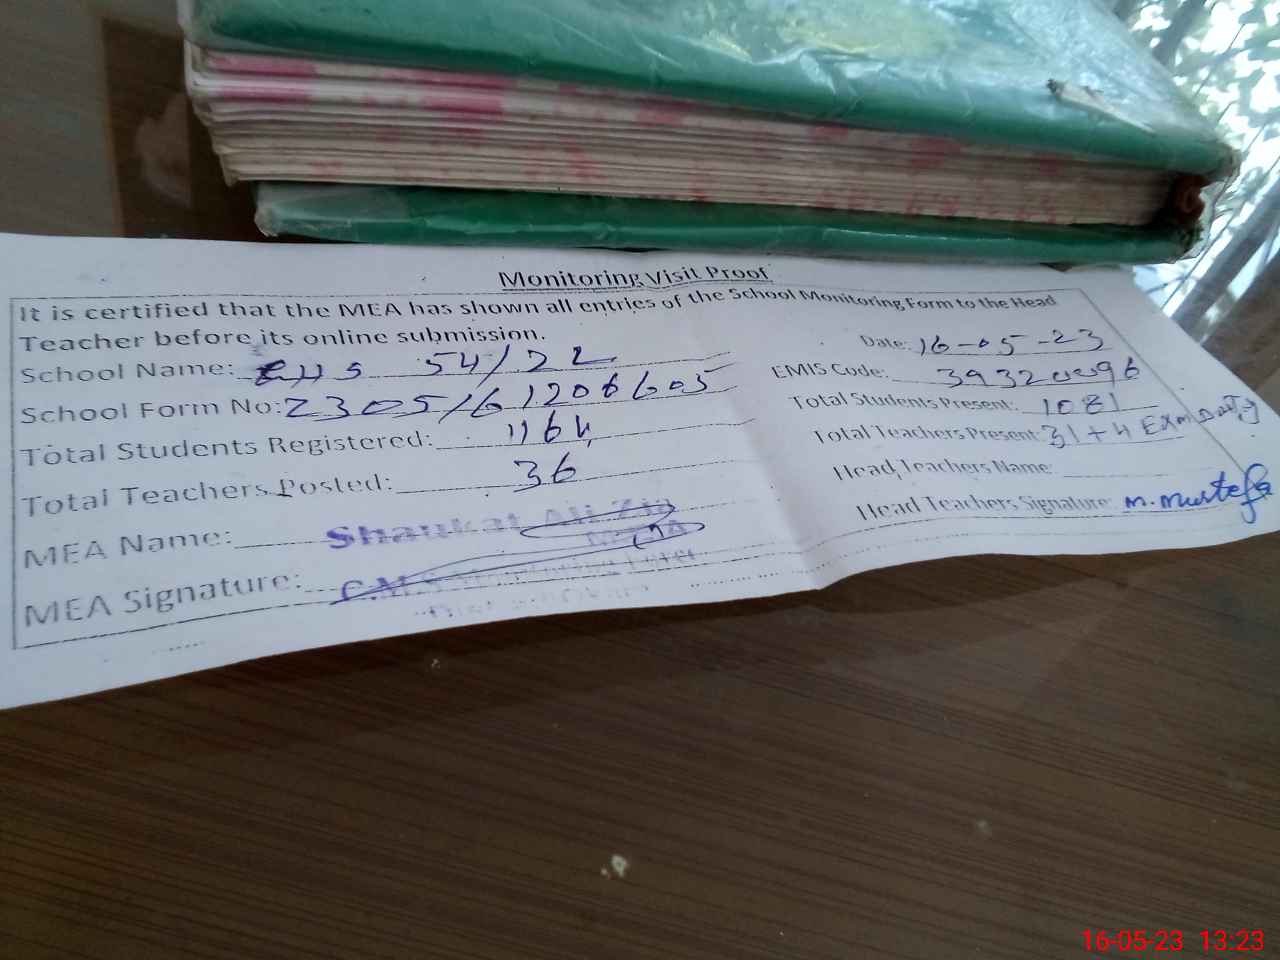 Monitoring Visit Proof
It is certified that the MEA has shown all entries of the School Monitoring Form to the Head
Teacher before its online submission.
Date: 16-05-23
School Name: GHS 54/2L
EMIS Code: 39320096
School Form No: 2305/61206605
Total Students Present: 1081
Total Students Registered: 1164
Total Teachers Present: 31+4 Exm Duty
Total Teachers Posted: 36
Head Teachers Name:
MEA Name: Shaukat Ali Zia
Head Teachers Signature: M. Mustafa
MEA Signature:
16-05-23 13:23